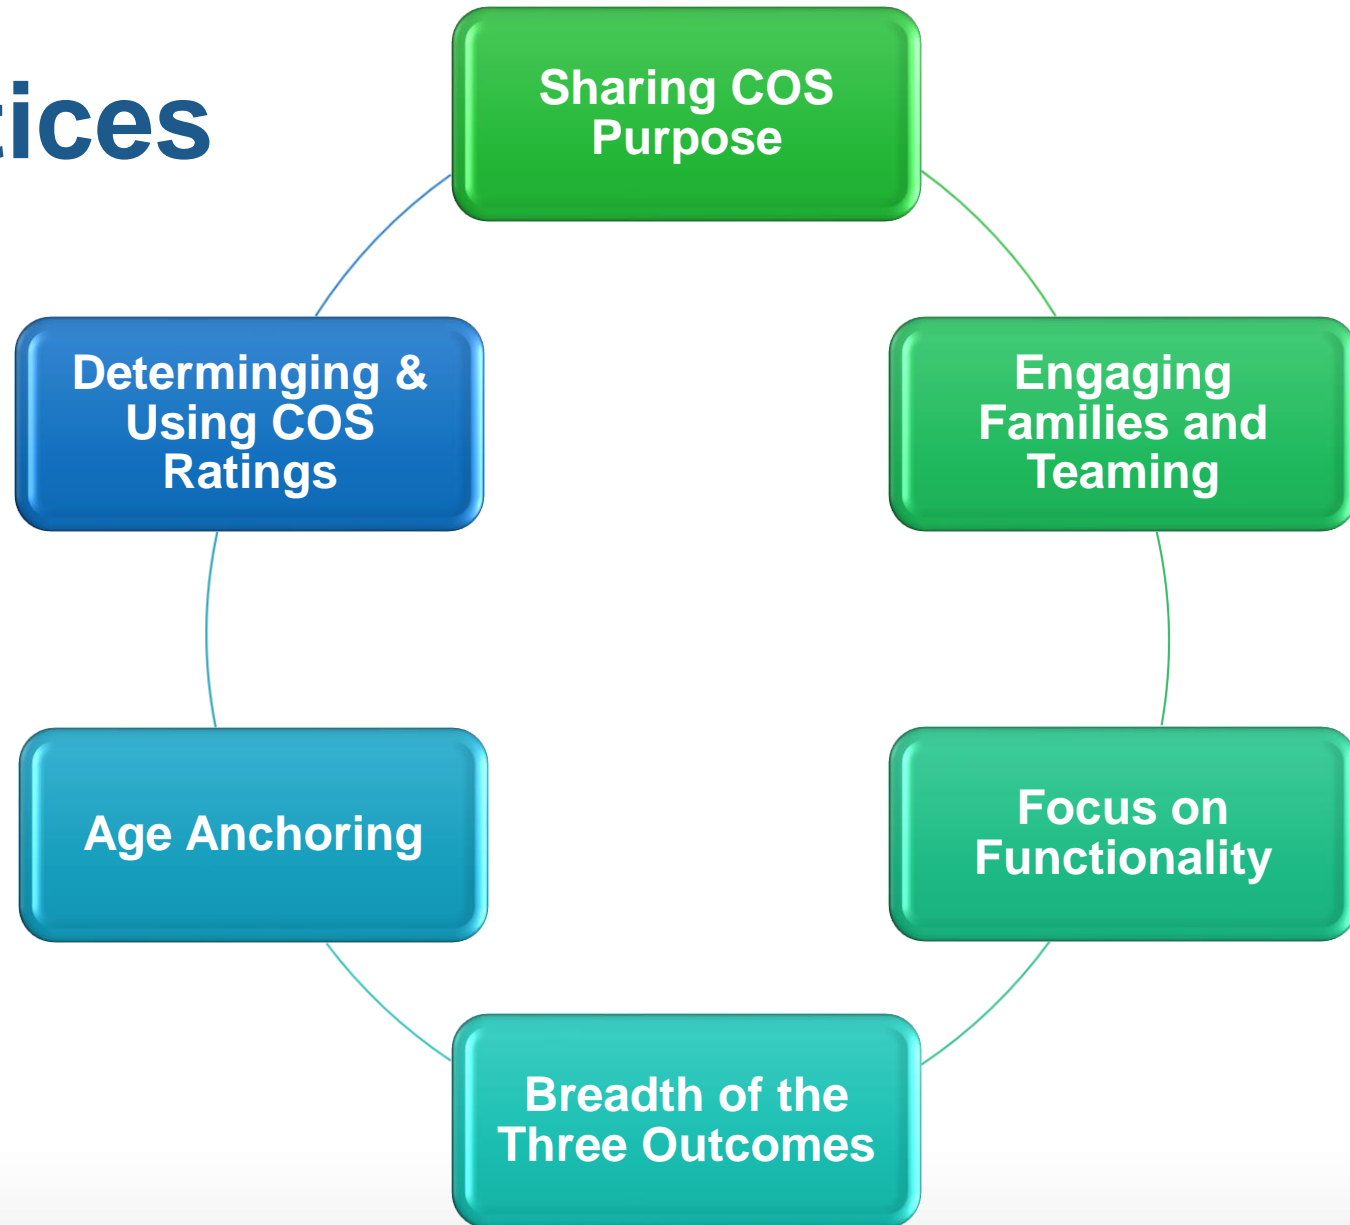 tices
Sharing COS
Purpose
Engaging
Families and
Teaming
Focus on
Functionality
Breadth of the
Three Outcomes
Age Anchoring
Determinging &
Using COS
Ratings